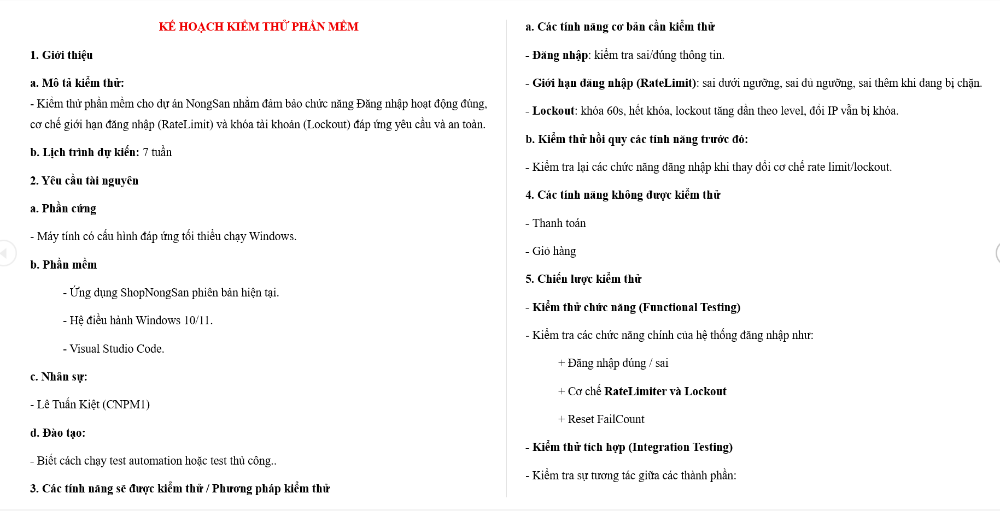 KẾ HOẠCH KIỂM THỬ PHẦN MỀM
1. Giới thiệu
a. Mô tả kiểm thử:
- Kiểm thử phần mềm cho dự án NongSan nhằm đảm bảo chức năng Đăng nhập hoạt động đúng,
cơ chế giới hạn đăng nhập (RateLimit) và khóa tài khoản (Lockout) đáp ứng yêu cầu và an toàn.
b. Lịch trình dự kiến: 7 tuần
2. Yêu cầu tài nguyên
a. Phần cứng
- Máy tính có cấu hình đáp ứng tối thiểu chạy Windows.
b. Phần mềm
- Ứng dụng ShopNongSan phiên bản hiện tại.
- Hệ điều hành Windows 10/11.
- Visual Studio Code.
c. Nhân sự:
- Lê Tuấn Kiệt (CNPM1)
d. Đào tạo:
- Biết cách chạy test automation hoặc test thủ công..
3. Các tính năng sẽ được kiểm thử / Phương pháp kiểm thử
a. Các tính năng cơ bản cần kiểm thử
- Đăng nhập: kiểm tra sai/đúng thông tin.
- Giới hạn đăng nhập (RateLimit): sai dưới ngưỡng, sai đủ ngưỡng, sai thêm khi đang bị chặn.
- Lockout: khóa 60s, hết khóa, lockout tăng dần theo level, đổi IP vẫn bị khóa.
b. Kiểm thử hồi quy các tính năng trước đó:
- Kiểm tra lại các chức năng đăng nhập khi thay đổi cơ chế rate limit/lockout.
4. Các tính năng không được kiểm thử
- Thanh toán
- Giỏ hàng
5. Chiến lược kiểm thử
- Kiểm thử chức năng (Functional Testing)
- Kiểm tra các chức năng chính của hệ thống đăng nhập như:
+ Đăng nhập đúng / sai
+ Cơ chế RateLimiter và Lockout
+ Reset FailCount
- Kiểm thử tích hợp (Integration Testing)
- Kiểm tra sự tương tác giữa các thành phần: